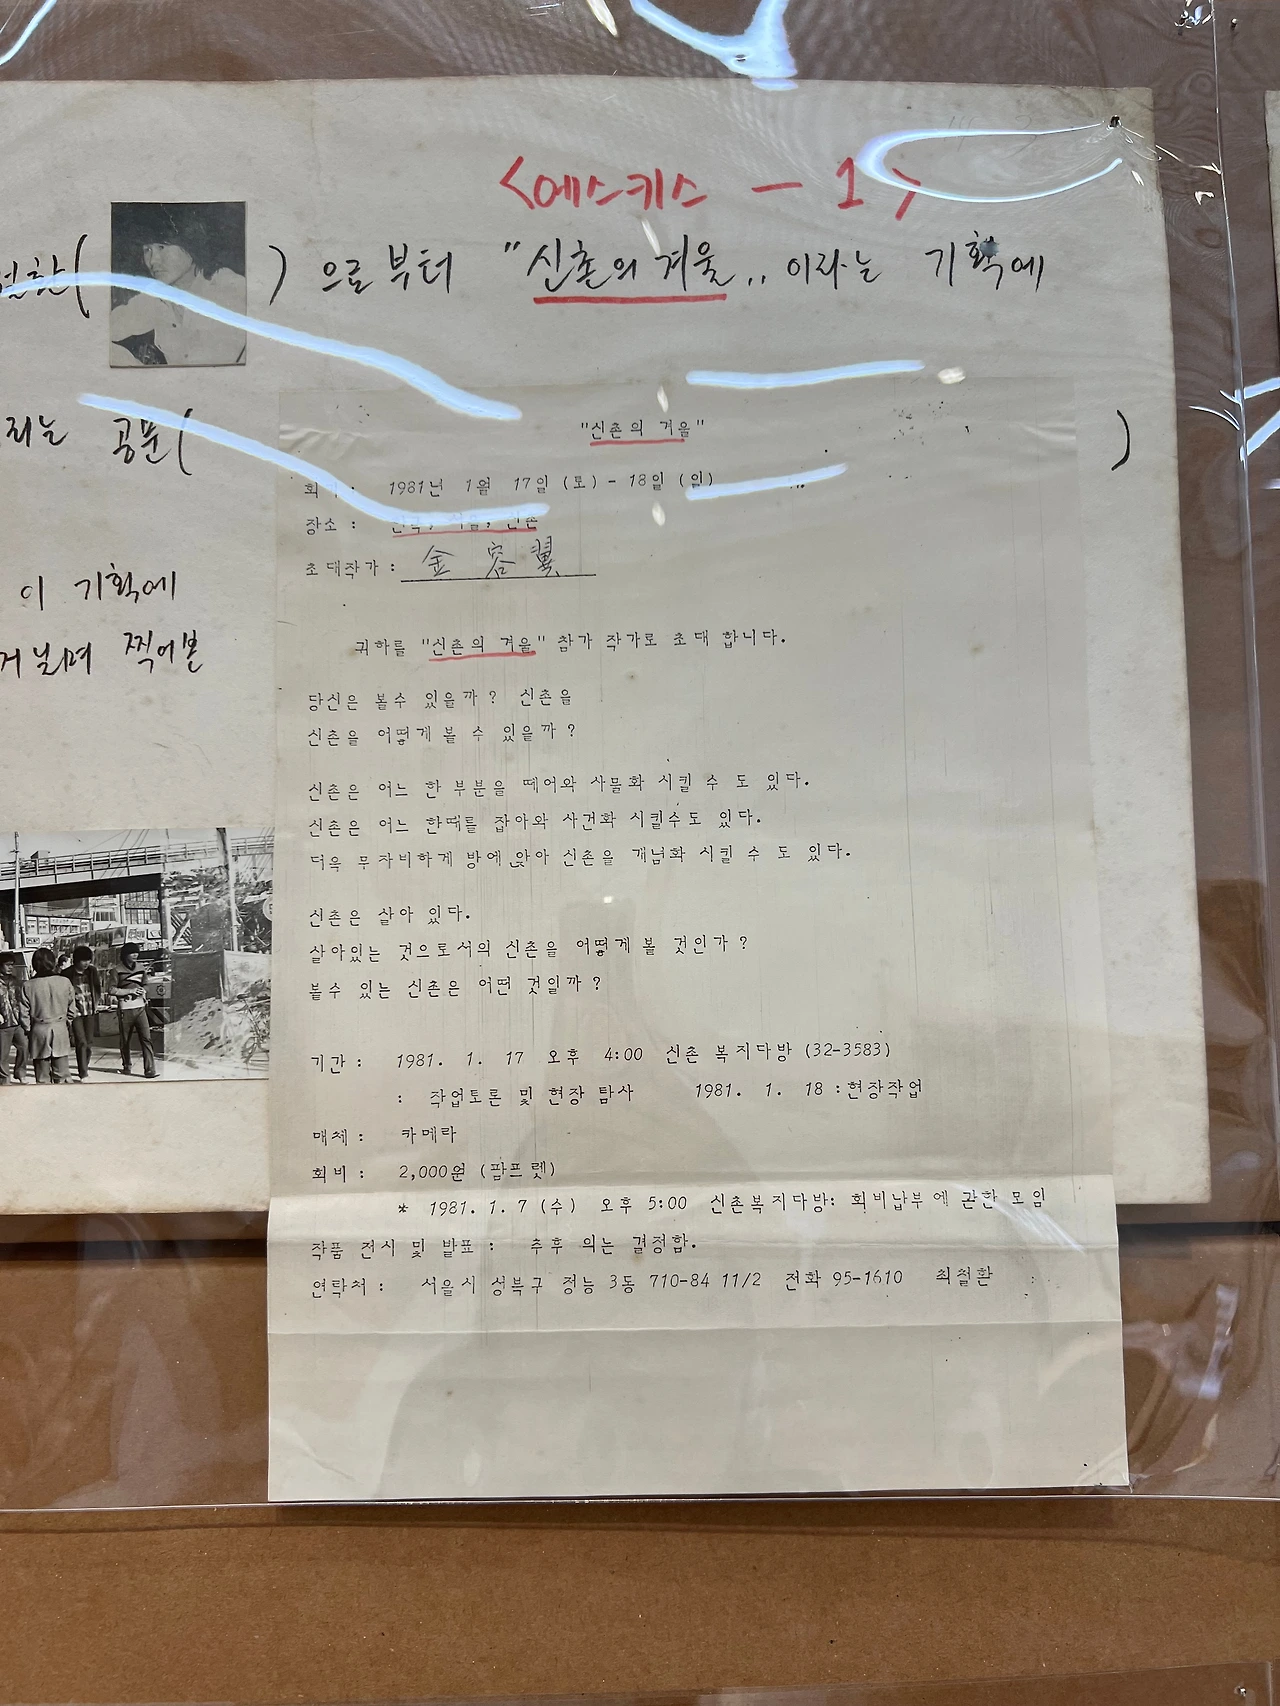 <에스키스 - 1>
) 으로부터 "신촌의 겨울" 이라는 기획에
공문(
)
이 기획에
거닐며 찍어본
"신촌의 겨울"
1981년 1월 17일 (토) - 18일 (일)
장소 : 한국, 서울, 신촌
초대작가 : 金 容 翼
귀하를 "신촌의 겨울" 참가 작가로 초대 합니다.
당신은 볼수 있을까? 신촌을
신촌을 어떻게 볼 수 있을까?
신촌은 어느 한 부분을 떼어와 사물화 시킬 수 도 있다.
신촌은 어느 한때를 잡아와 사건화 시킬수도 있다.
더욱 무자비하게 방에 앉아 신촌을 개념화 시킬 수 도 있다.
신촌은 살아 있다.
살아있는 것으로서의 신촌을 어떻게 볼 것인가?
볼수 있는 신촌은 어떤 것일까?
기간 : 1981. 1. 17 오후 4:00 신촌 복지다방 (32-3583)
: 작업토론 및 현장 탐사 1981. 1. 18 : 현장작업
매체 : 카메라
회비 : 2,000원 (팜프렛)
* 1981. 1. 7 (수) 오후 5:00 신촌복지다방: 회비납부에 관한 모임
작품 전시 및 발표 : 추후 의논 결정함.
연락처 : 서울시 성북구 정능 3동 710-84 11/2 전화 95-1610 최철환